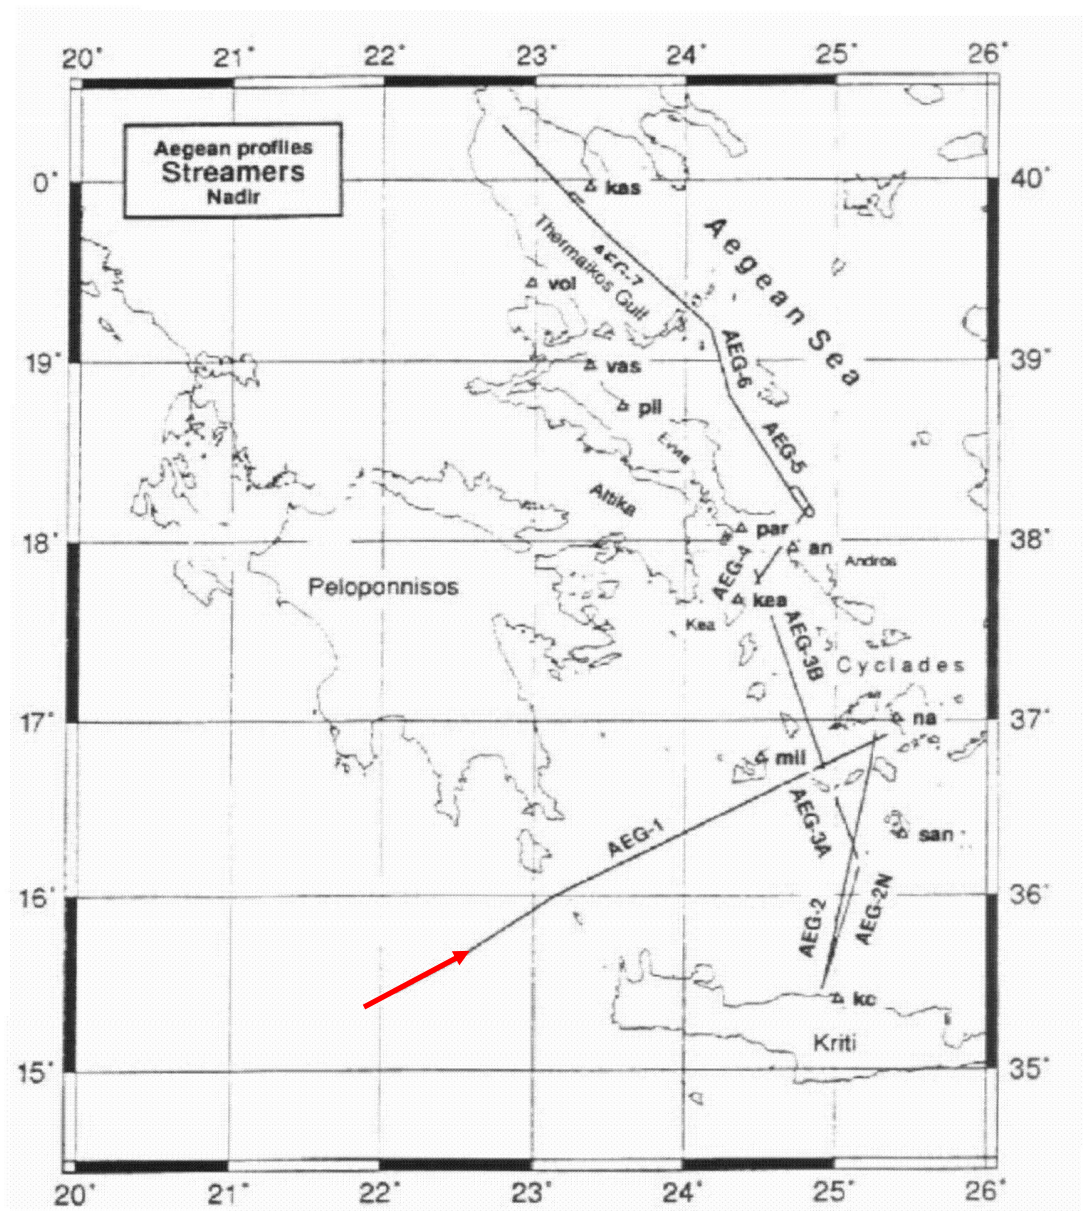 20° 21° 22° 23° 24° 25° 26°
Aegean profiles
Streamers
Nadir
0° 40°
kas
Aegean Sea
Thermaikos Gulf
AEG-7
vol
19° 39°
AEG-6
vas
pil
AEG-5
Evvia
Attika
par
18° 38°
an
Andros
AEG-4
Peloponnisos
kea
Kea
AEG-3B
Cyclades
17° 37°
na
mil
AEG-3A
AEG-1
san
16° 36°
AEG-2
AEG-2N
kc
Kriti
15° 35°
20° 21° 22° 23° 24° 25° 26°